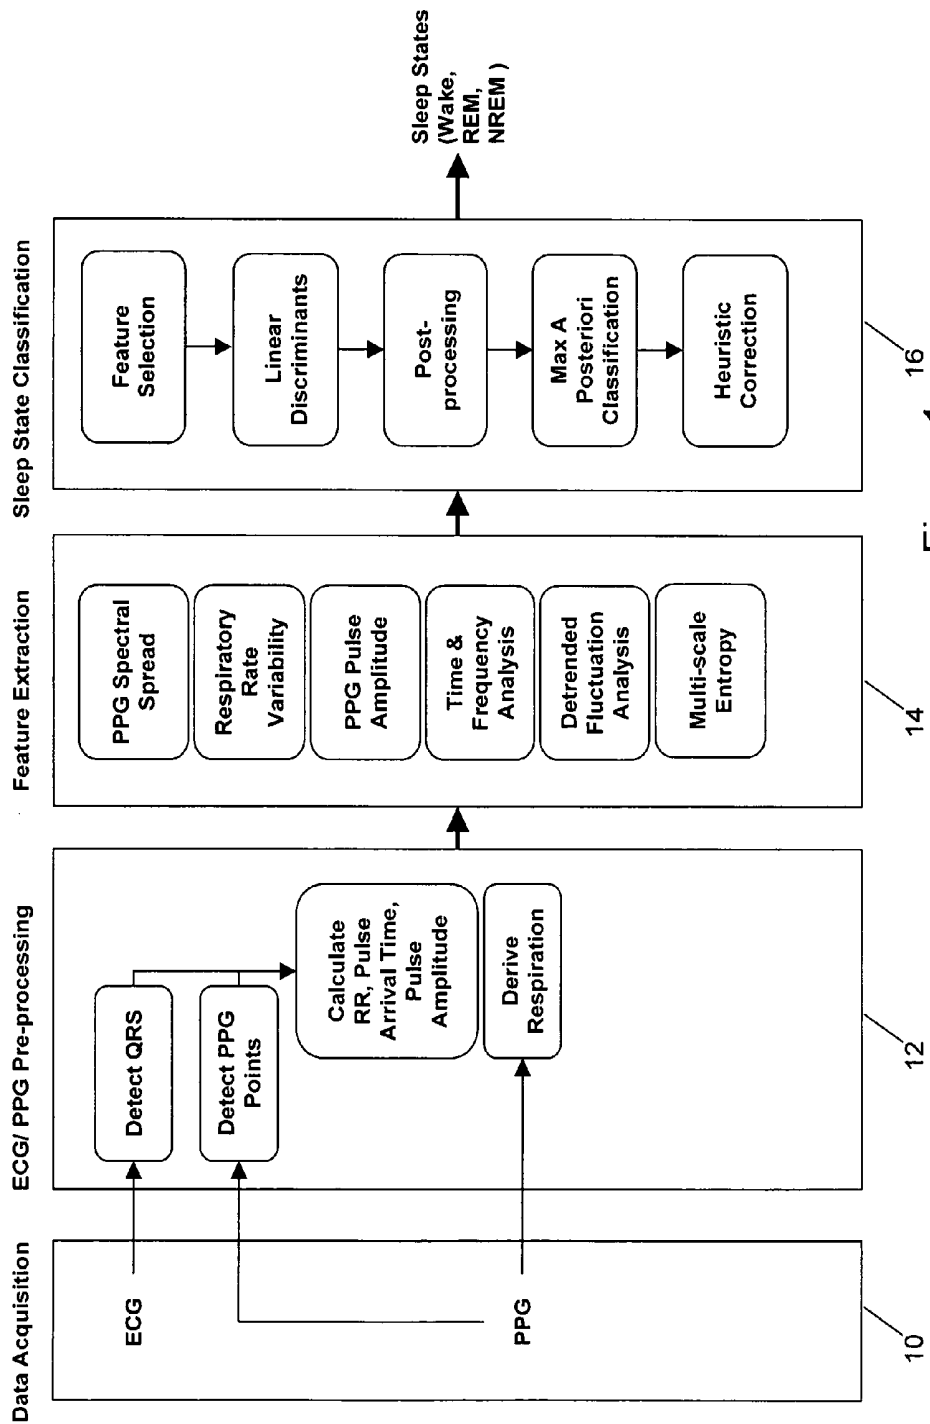 Data Acquisition
ECG
PPG
10
ECG/ PPG Pre-processing
Detect QRS
Detect PPG
Points
Calculate
RR, Pulse
Arrival Time,
Pulse
Amplitude
Derive
Respiration
12
Feature Extraction
PPG Spectral
Spread
Respiratory
Rate
Variability
PPG Pulse
Amplitude
Time &
Frequency
Analysis
Detrended
Fluctuation
Analysis
Multi-scale
Entropy
14
Sleep State Classification
Feature
Selection
Linear
Discriminants
Post-
processing
Max A
Posteriori
Classification
Heuristic
Correction
16
Sleep States
(Wake,
REM,
NREM )